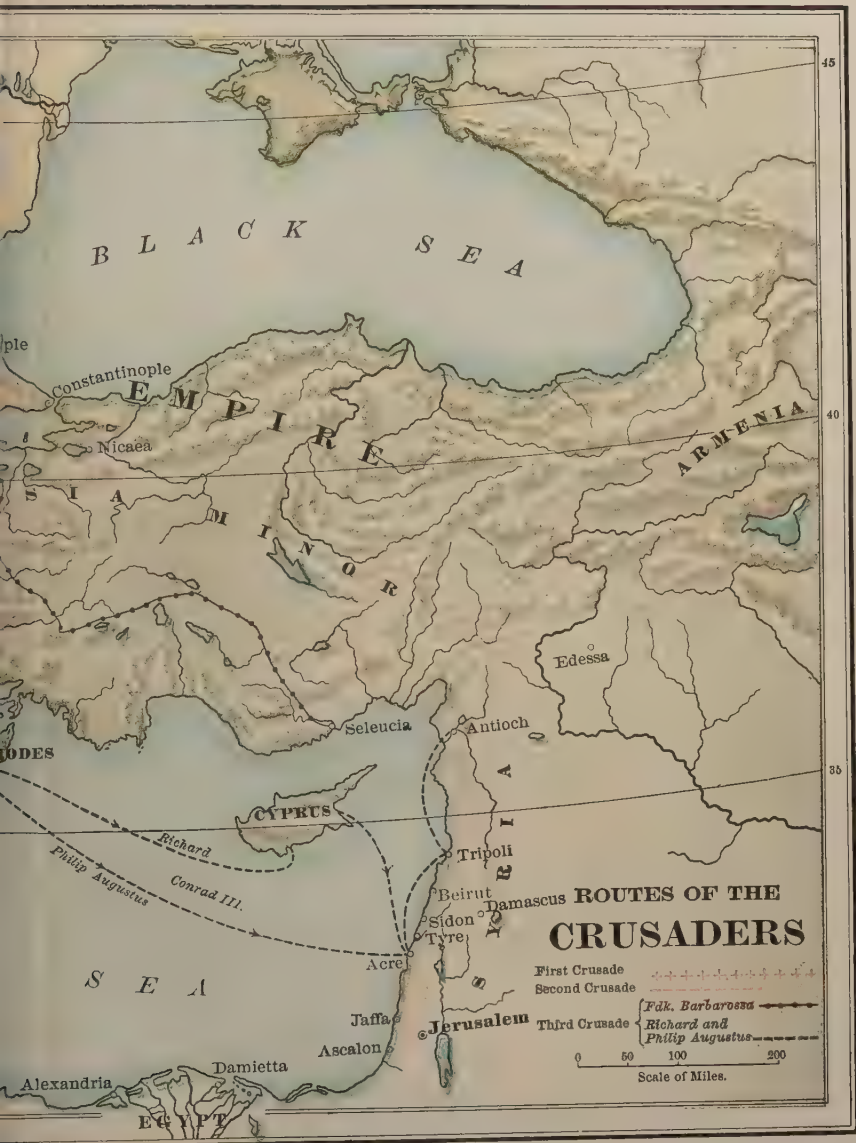 45
BLACK SEA
ple
Constantinople
EMPIRE
40
ARMENIA
Nicaea
SIA MINOR
Edessa
Seleucia
Antioch
ODES
35
CYPRUS
Richard
Philip Augustus
Conrad III.
Tripoli
SYRIA
Beirut
Damascus
Sidon
Tyre
Acre
SEA
Jaffa
Jerusalem
Ascalon
Damietta
Alexandria
EGYPT
ROUTES OF THE
CRUSADERS
First Crusade
Second Crusade
Third Crusade
Fdk. Barbarossa
Richard and
Philip Augustus
0 50 100 200
Scale of Miles.